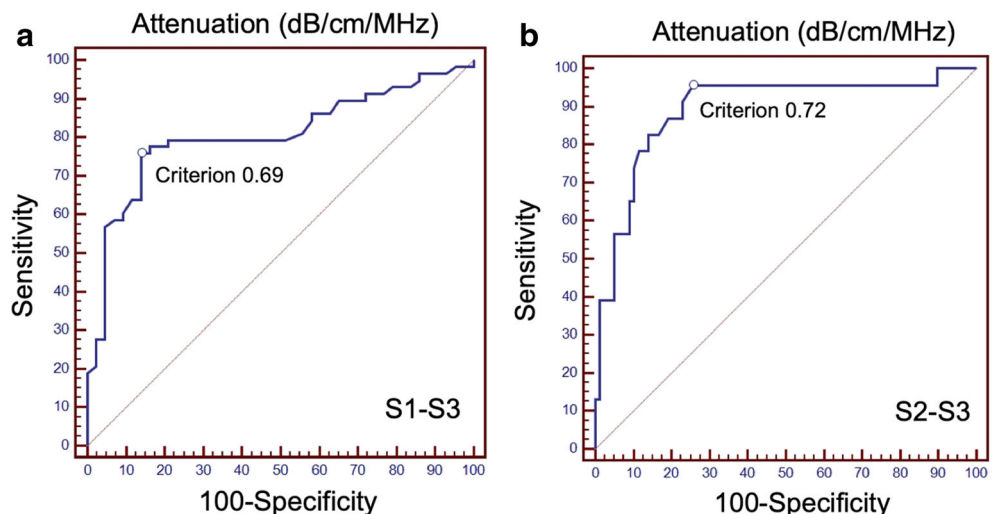 a
Attenuation (dB/cm/MHz)
Sensitivity
100
90
80
70
60
50
40
30
20
10
0
Criterion 0.69
S1-S3
0 10 20 30 40 50 60 70 80 90 100
100-Specificity
b
Attenuation (dB/cm/MHz)
Sensitivity
100
90
80
70
60
50
40
30
20
10
0
Criterion 0.72
S2-S3
0 10 20 30 40 50 60 70 80 90 100
100-Specificity